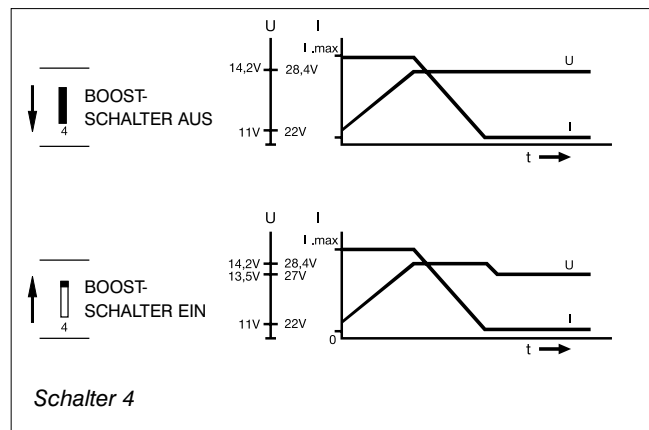 U I
I .max
14,2V 28,4V
U
BOOST-
SCHALTER AUS
4
11V 22V
I
t
U I
I .max
14,2V 28,4V
13,5V 27V
U
BOOST-
SCHALTER EIN
4
11V 22V
I
0
t
Schalter 4